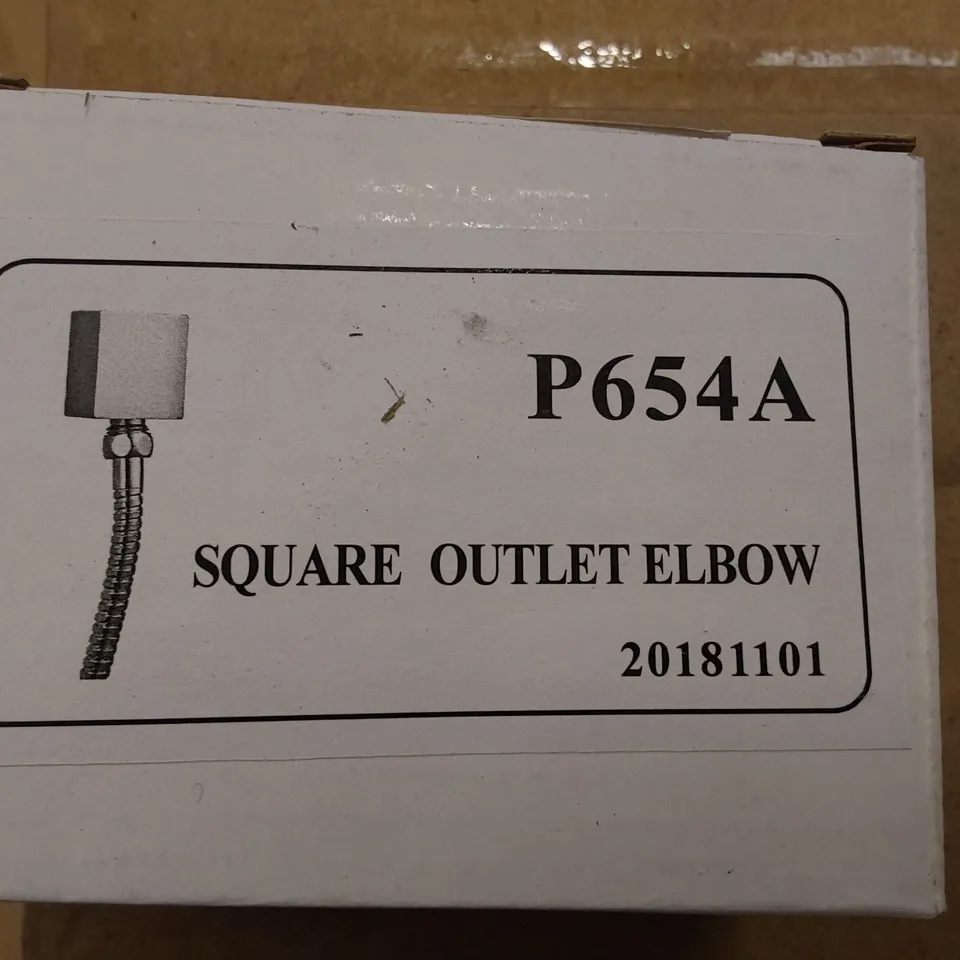 P654A
SQUARE OUTLET ELBOW
20181101